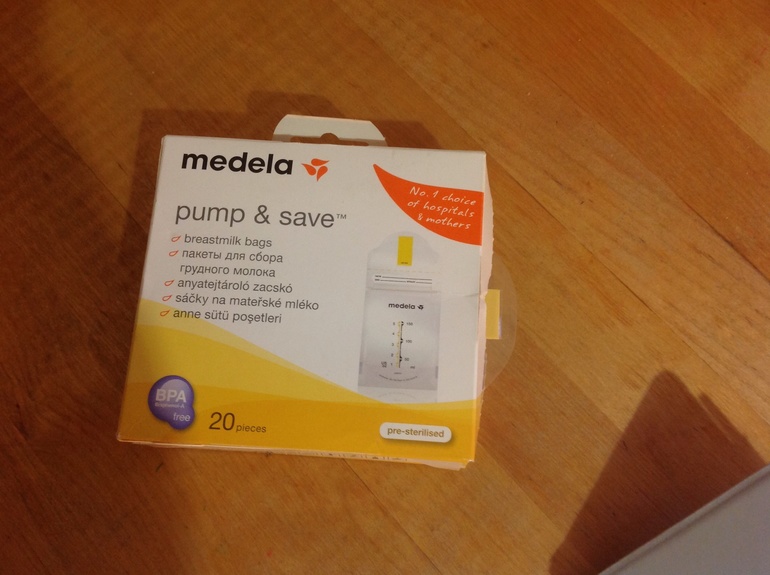 medela
No. 1 choice
of hospitals
& mothers
pump & save™
breastmilk bags
пакеты для сбора
грудного молока
anyatejtároló zacskó
sáčky na mateřské mléko
anne sütü poşetleri
medela
BPA
free
20 pieces
pre-sterilised